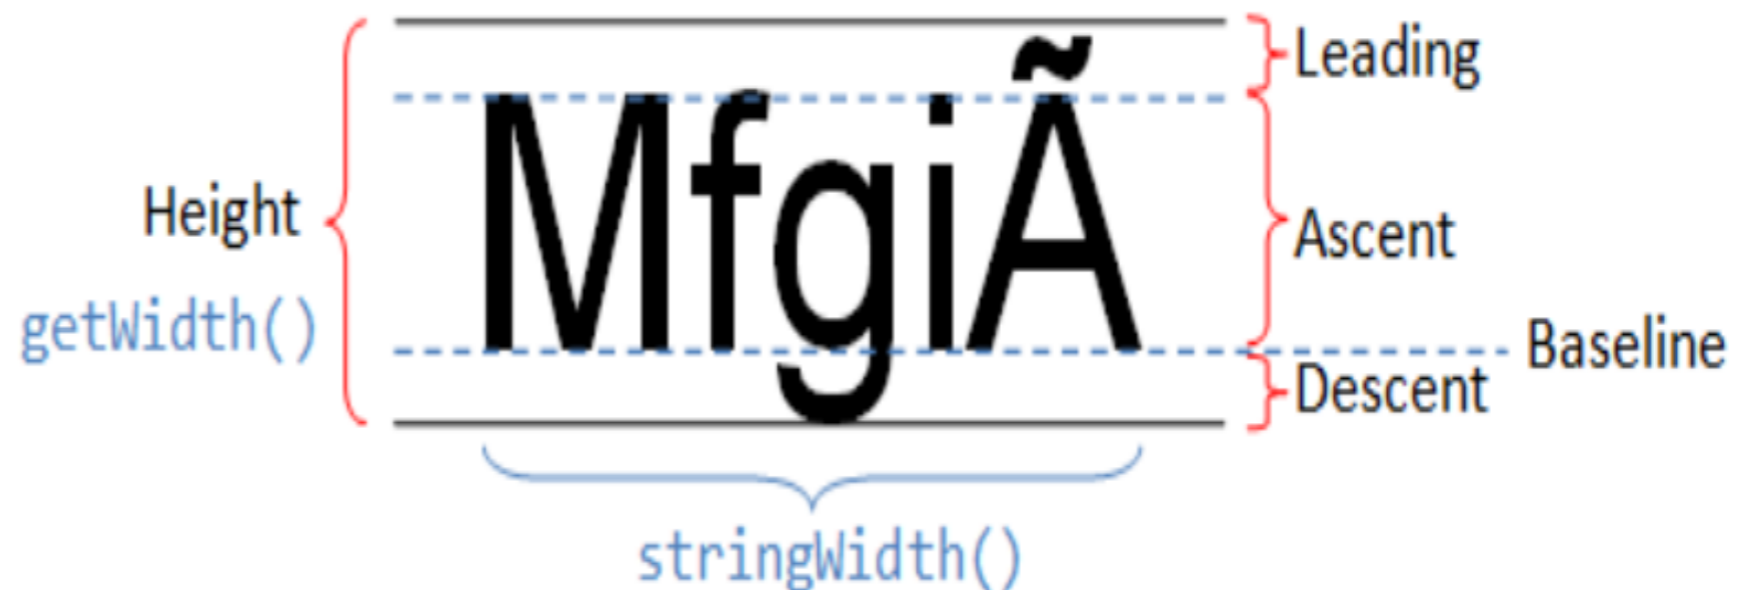 Leading
MfgiÃ
Height
Ascent
getWidth()
Baseline
Descent
stringWidth()